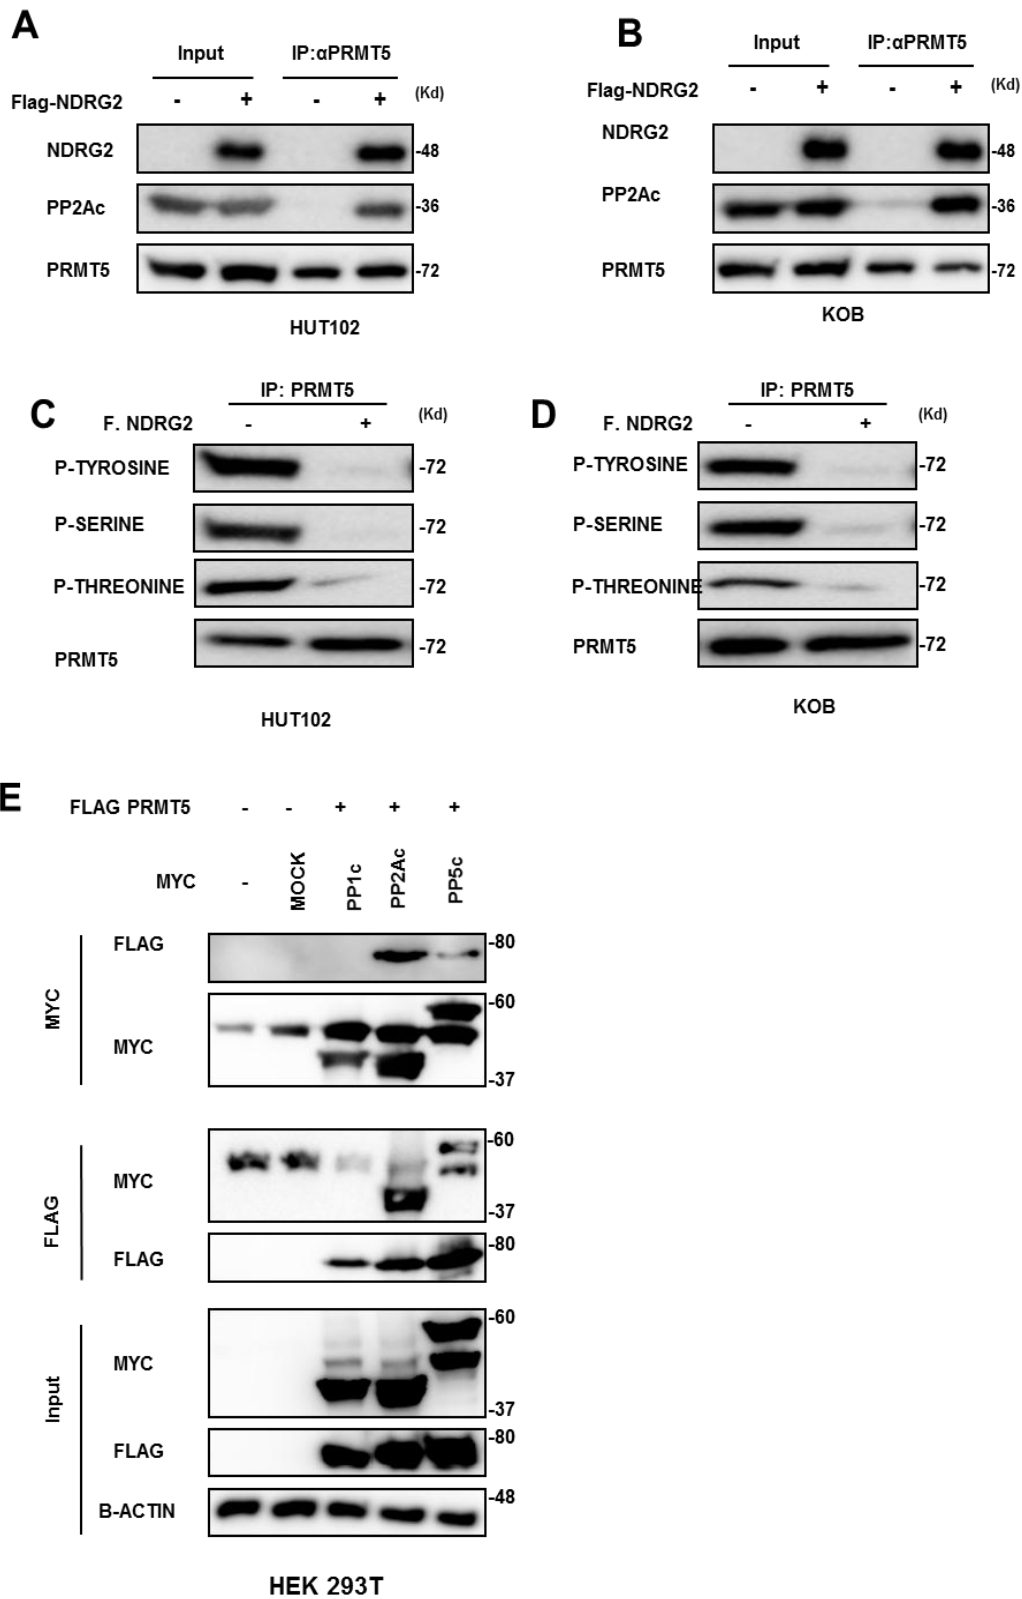 A
Input IP:αPRMT5
Flag-NDRG2 - + - + (Kd)
NDRG2 -48
PP2Ac -36
PRMT5 -72
HUT102
B
Input IP:αPRMT5
Flag-NDRG2 - + - + (Kd)
NDRG2 -48
PP2Ac -36
PRMT5 -72
KOB
C
IP: PRMT5
F. NDRG2 - + (Kd)
P-TYROSINE -72
P-SERINE -72
P-THREONINE -72
PRMT5 -72
HUT102
D
IP: PRMT5
F. NDRG2 - + (Kd)
P-TYROSINE -72
P-SERINE -72
P-THREONINE -72
PRMT5 -72
KOB
E
FLAG PRMT5 - - + + +
MYC - MOCK PP1c PP2Ac PP5c
MYC
FLAG -80
MYC -60 -37
FLAG
MYC -60 -37
FLAG -80
Input
MYC -60 -37
FLAG -80
B-ACTIN -48
HEK 293T